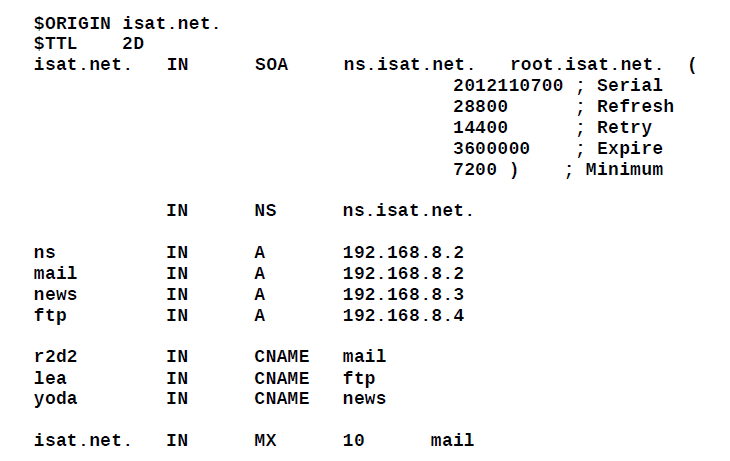 $ORIGIN isat.net.
$TTL    2D
isat.net.   IN      SOA     ns.isat.net.   root.isat.net.  (
                                      2012110700 ; Serial
                                      28800      ; Refresh
                                      14400      ; Retry
                                      3600000    ; Expire
                                      7200 )    ; Minimum
            IN      NS      ns.isat.net.
ns          IN      A       192.168.8.2
mail        IN      A       192.168.8.2
news        IN      A       192.168.8.3
ftp         IN      A       192.168.8.4
r2d2        IN      CNAME   mail
lea         IN      CNAME   ftp
yoda        IN      CNAME   news
isat.net.   IN      MX      10      mail